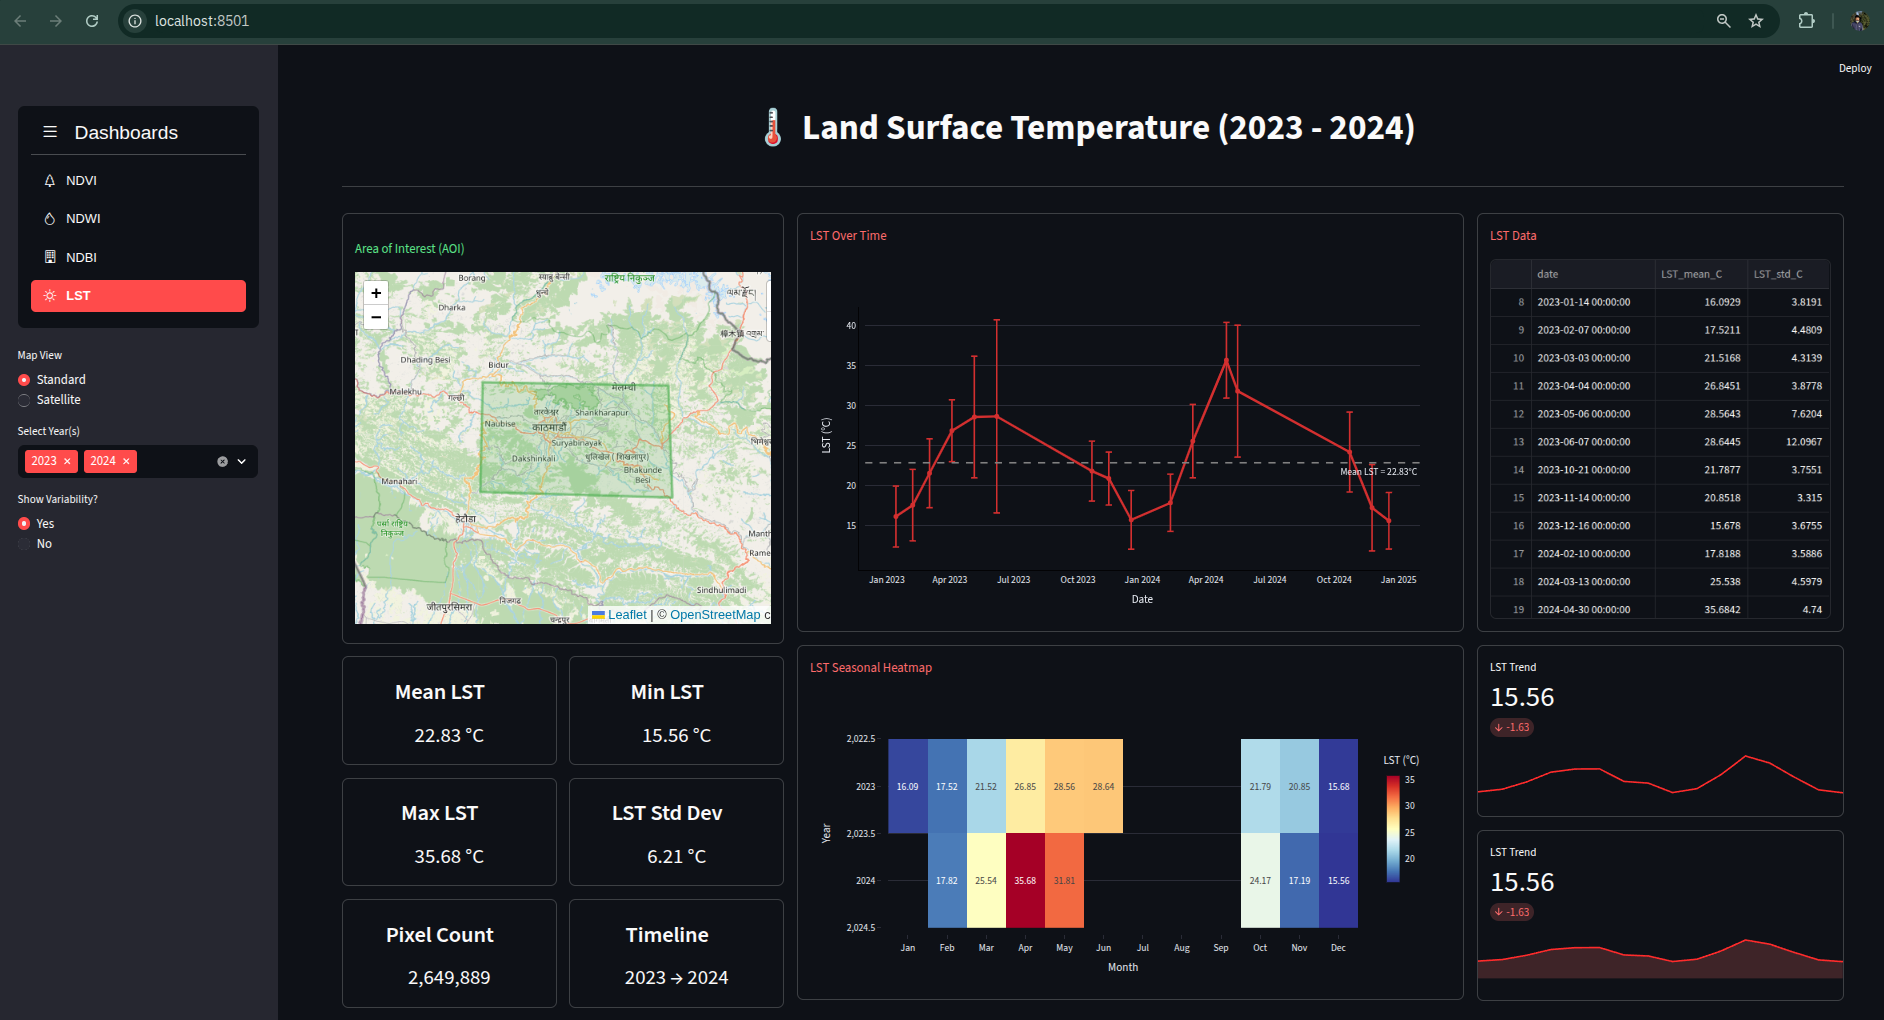 localhost:8501
Deploy
Dashboards
NDVI
NDWI
NDBI
LST
Map View
Standard
Satellite
Select Year(s)
2023 × 2024 ×
Show Variability?
Yes
No
Land Surface Temperature (2023 - 2024)
Area of Interest (AOI)
+
−
Borang
राष्ट्रिय निकुञ्ज
Dharka
Dhading Besi
Bidur
Malekhu
गल्छी
मेलम्ची
तारकेश्वर
Shankharapur
Naubise
काठमाडौं
Suryabinayak
Dakshinkali
Bhakunde
Besi
Manahari
हेटौंडा
निकुञ्ज
Manth
Rame
Sindhulimadi
जीतपुरसिमरा
निजगढ
चन्द्रपुर
Leaflet | © OpenStreetMap c
Mean LST
22.83 °C
Min LST
15.56 °C
Max LST
35.68 °C
LST Std Dev
6.21 °C
Pixel Count
2,649,889
Timeline
2023 → 2024
LST Over Time
LST (°C)
40
35
30
25
20
15
Mean LST = 22.83°C
Jan 2023 Apr 2023 Jul 2023 Oct 2023 Jan 2024 Apr 2024 Jul 2024 Oct 2024 Jan 2025
Date
LST Seasonal Heatmap
Year
2,022.5
2023
2,023.5
2024
2,024.5
16.09 17.52 21.52 26.85 28.56 28.64 21.79 20.85 15.68
17.82 25.54 35.68 31.81 24.17 17.19 15.56
Jan Feb Mar Apr May Jun Jul Aug Sep Oct Nov Dec
Month
LST (°C)
35
30
25
20
LST Data
date LST_mean_C LST_std_C
8 2023-01-14 00:00:00 16.0929 3.8191
9 2023-02-07 00:00:00 17.5211 4.4809
10 2023-03-03 00:00:00 21.5168 4.3139
11 2023-04-04 00:00:00 26.8451 3.8778
12 2023-05-06 00:00:00 28.5643 7.6204
13 2023-06-07 00:00:00 28.6445 12.0967
14 2023-10-21 00:00:00 21.7877 3.7551
15 2023-11-14 00:00:00 20.8518 3.315
16 2023-12-16 00:00:00 15.678 3.6755
17 2024-02-10 00:00:00 17.8188 3.5886
18 2024-03-13 00:00:00 25.538 4.5979
19 2024-04-30 00:00:00 35.6842 4.74
LST Trend
15.56
↓ -1.63
LST Trend
15.56
↓ -1.63